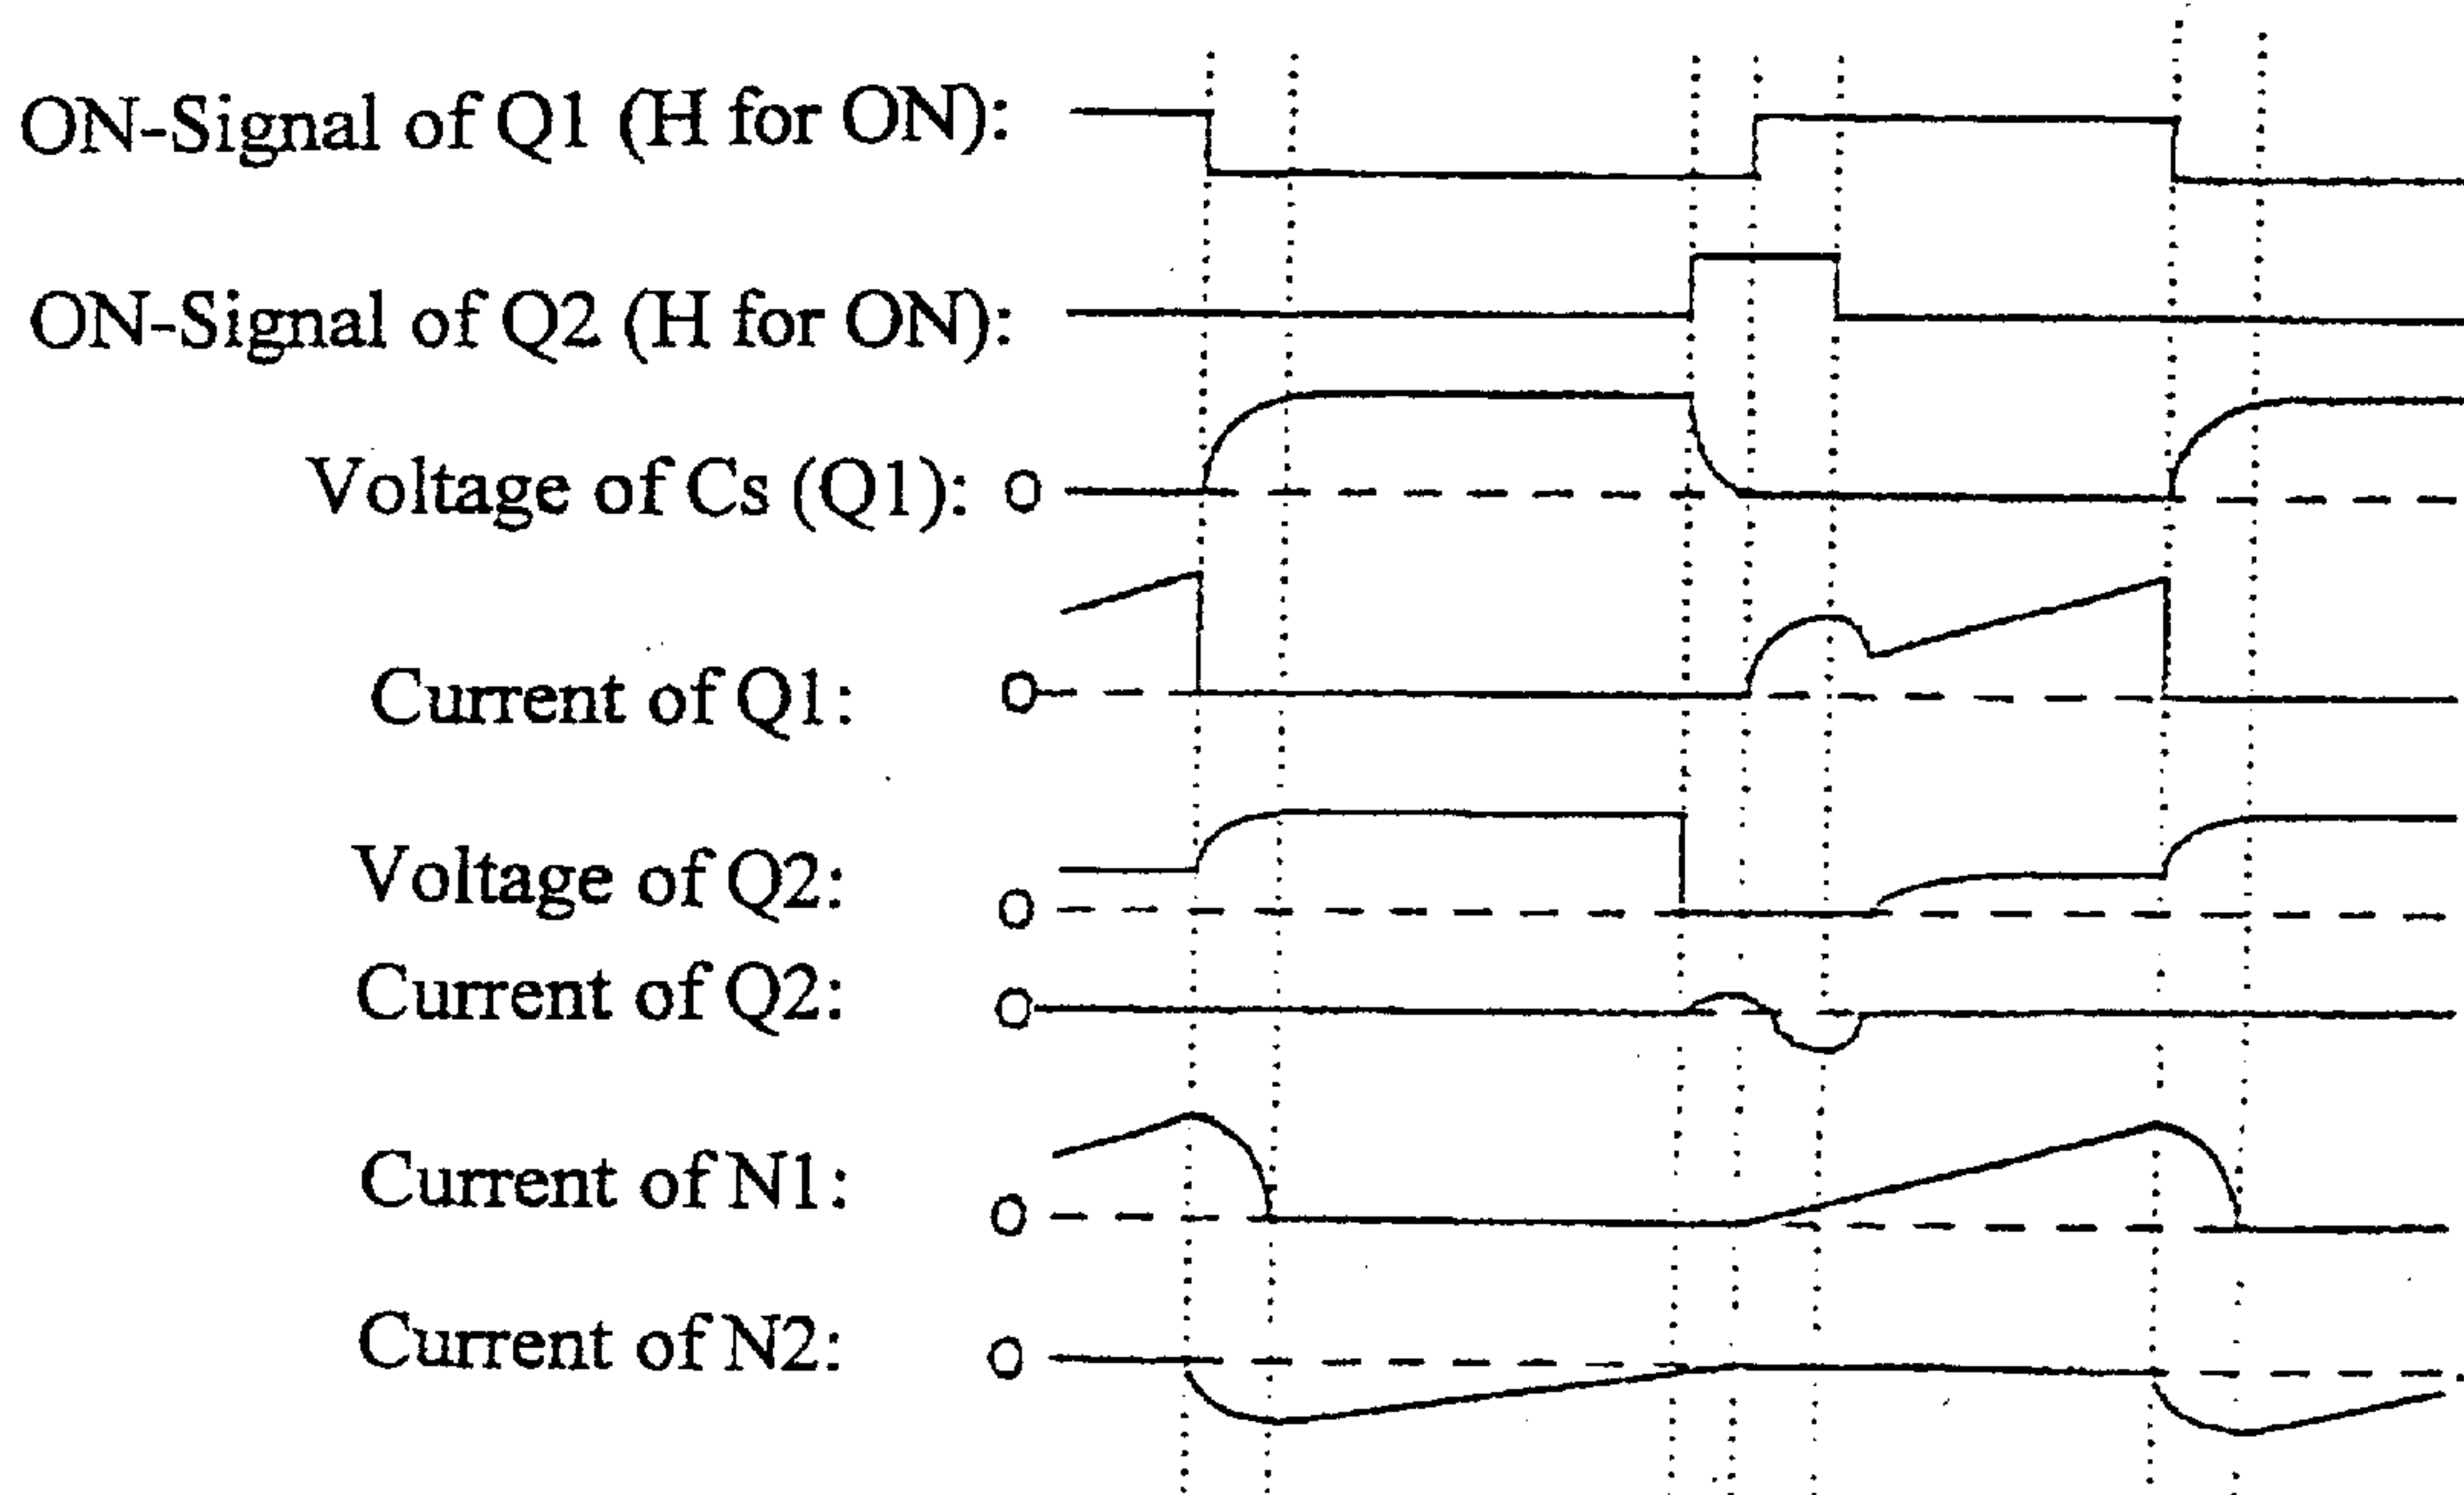 ON-Signal of Q1 (H for ON):
ON-Signal of Q2 (H for ON):
Voltage of Cs (Q1): 0
Current of Q1: 0
Voltage of Q2: 0
Current of Q2: 0
Current of N1: 0
Current of N2: 0